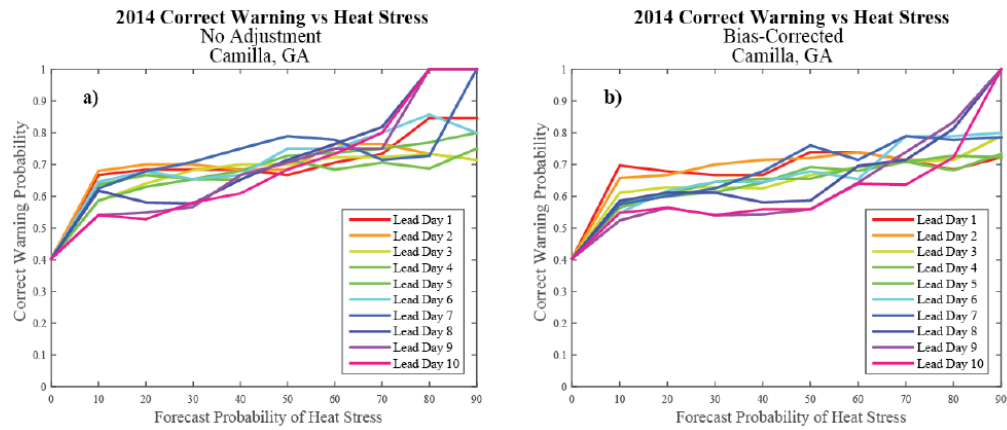 2014 Correct Warning vs Heat Stress
No Adjustment
Camilla, GA
a)
1
0.9
0.8
0.7
0.6
0.5
0.4
0.3
0.2
0.1
0
Correct Warning Probability
0 10 20 30 40 50 60 70 80 90
Forecast Probability of Heat Stress
Lead Day 1
Lead Day 2
Lead Day 3
Lead Day 4
Lead Day 5
Lead Day 6
Lead Day 7
Lead Day 8
Lead Day 9
Lead Day 10
2014 Correct Warning vs Heat Stress
Bias-Corrected
Camilla, GA
b)
1
0.9
0.8
0.7
0.6
0.5
0.4
0.3
0.2
0.1
0
Correct Warning Probability
0 10 20 30 40 50 60 70 80 90
Forecast Probability of Heat Stress
Lead Day 1
Lead Day 2
Lead Day 3
Lead Day 4
Lead Day 5
Lead Day 6
Lead Day 7
Lead Day 8
Lead Day 9
Lead Day 10